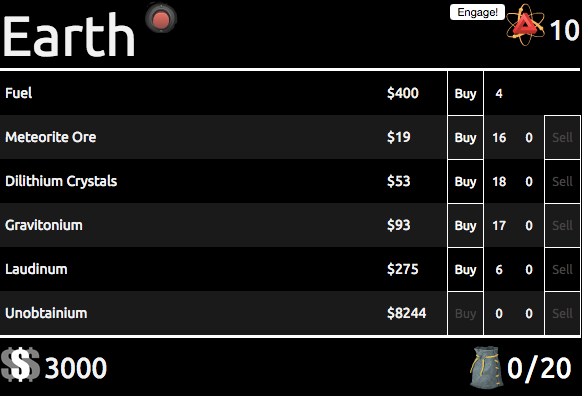 Earth Engage! 10
Fuel $400 Buy 4
Meteorite Ore $19 Buy 16 0 Sell
Dilithium Crystals $53 Buy 18 0 Sell
Gravitonium $93 Buy 17 0 Sell
Laudinum $275 Buy 6 0 Sell
Unobtainium $8244 Buy 0 0 Sell
$ 3000 0/20